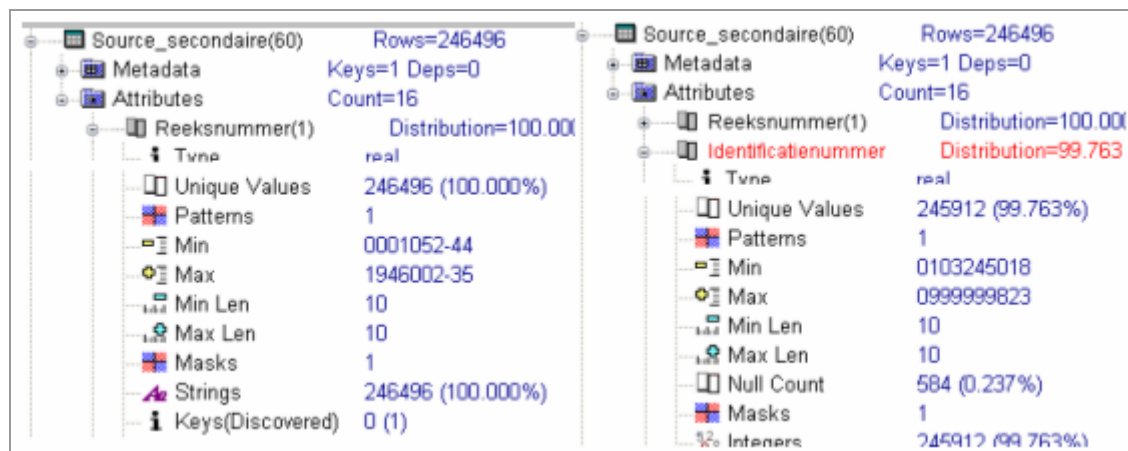 Source_secondaire(60) Rows=246496
Metadata Keys=1 Deps=0
Attributes Count=16
Reeksnummer(1) Distribution=100.00
Type real
Unique Values 246496 (100.000%)
Patterns 1
Min 0001052-44
Max 1946002-35
Min Len 10
Max Len 10
Masks 1
Strings 246496 (100.000%)
Keys(Discovered) 0 (1)
Source_secondaire(60) Rows=246496
Metadata Keys=1 Deps=0
Attributes Count=16
Reeksnummer(1) Distribution=100.00
Identificatienummer Distribution=99.763
Type real
Unique Values 245912 (99.763%)
Patterns 1
Min 0103245018
Max 0999999823
Min Len 10
Max Len 10
Null Count 584 (0.237%)
Masks 1
Integers 245912 (99.763%)